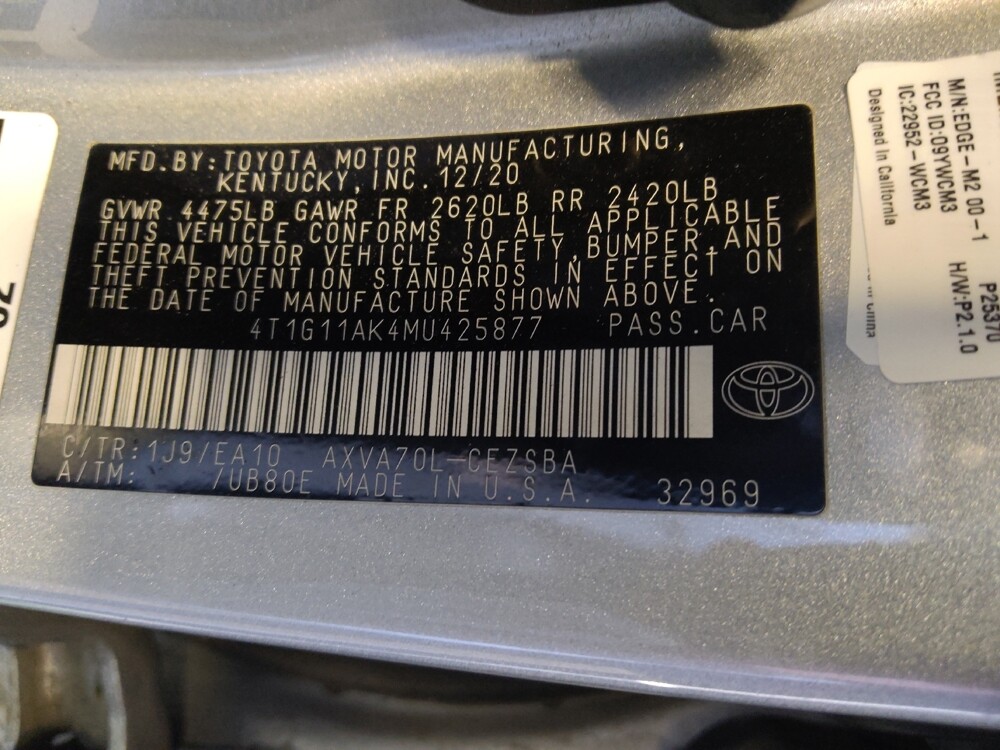 MFD.BY:TOYOTA MOTOR MANUFACTURING,
KENTUCKY,INC.12/20
GVWR 4475LB GAWR FR 2620LB RR 2420LB
THIS VEHICLE CONFORMS TO ALL APPLICABLE
FEDERAL MOTOR VEHICLE SAFETY,BUMPER,AND
THEFT PREVENTION STANDARDS IN EFFECT ON
THE DATE OF MANUFACTURE SHOWN ABOVE.
4T1G11AK4MU425877 PASS.CAR
C/TR:1J9/EA10 AXVA70L-CEZSBA
A/TM: /UB80E MADE IN U.S.A. 32969
M/N:EDGE-M2 00-1 P25370
FCC ID:O9YWCM3 H/W:P2.1.0
IC:22952-WCM3
Designed In California
in China